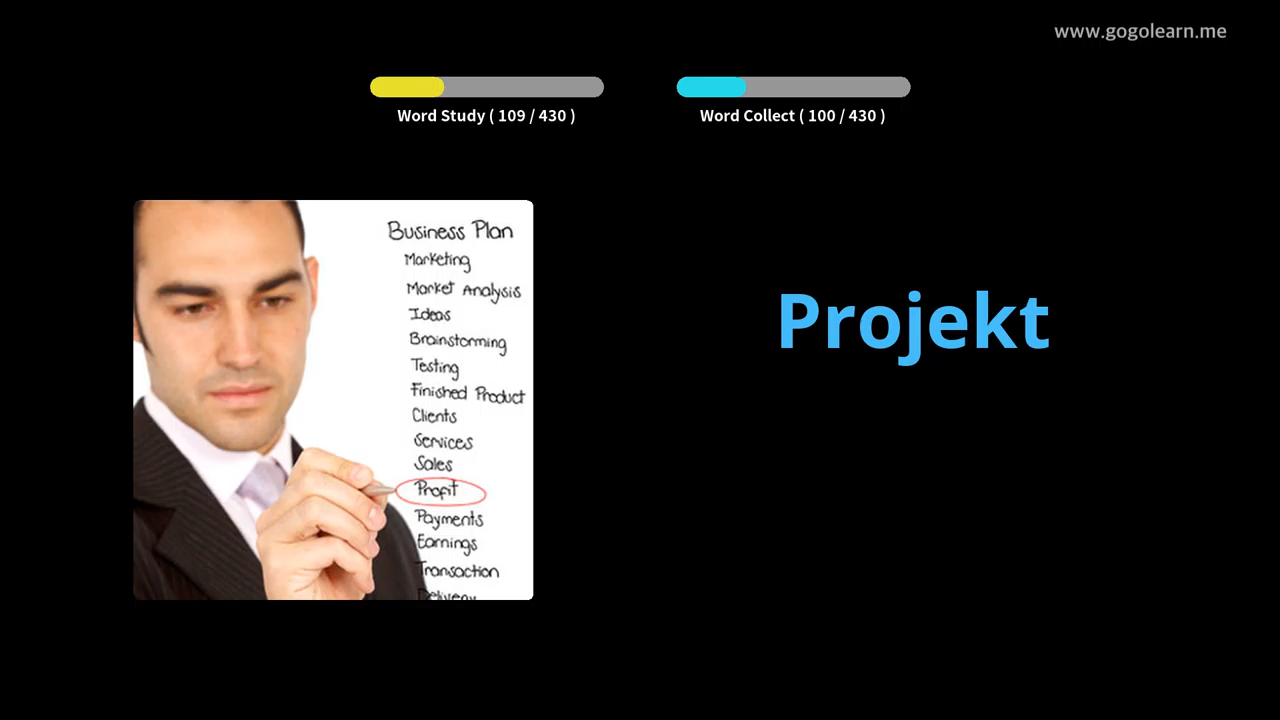 www.gogolearn.me
Word Study ( 109 / 430 )
Word Collect ( 100 / 430 )
Business Plan
Marketing
Market Analysis
Ideas
Brainstorming
Testing
Finished Product
Clients
Services
Sales
Profit
Payments
Earnings
Transaction
Delivery
Projekt